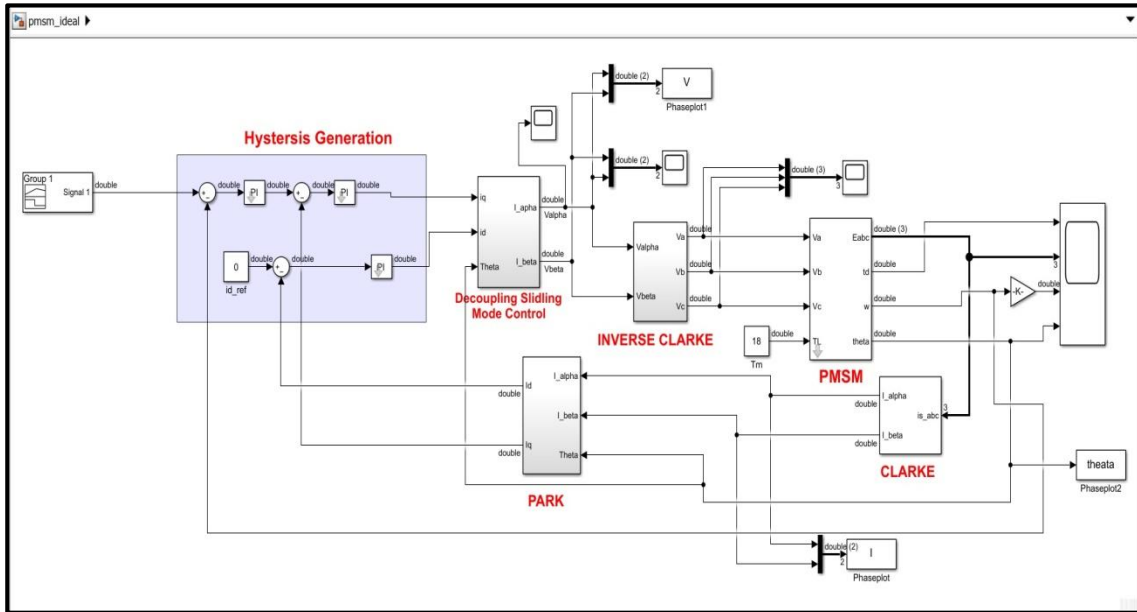 pmsm_ideal
double (2)
2
V
Phaseplot1
Hystersis Generation
Group 1
Signal 1
double
double
PI
double
double
PI
double
double (2)
2
double (3)
3
iq
id
Theta
I_apha
double
Valpha
I_beta
double
Vbeta
Decoupling Slidling
Mode Control
0
id_ref
double
double
PI
double
Valpha
Vbeta
Va
double
Vb
double
Vc
double
INVERSE CLARKE
Va
Vb
Vc
TL
Eabc
double (3)
td
double
w
double
theta
double
PMSM
18
Tm
double
-K-
double
3
Id
double
Iq
double
I_alpha
I_beta
Theta
PARK
I_alpha
double
I_beta
double
is_abc
3
CLARKE
theata
Phaseplot2
double (2)
2
I
Phaseplot